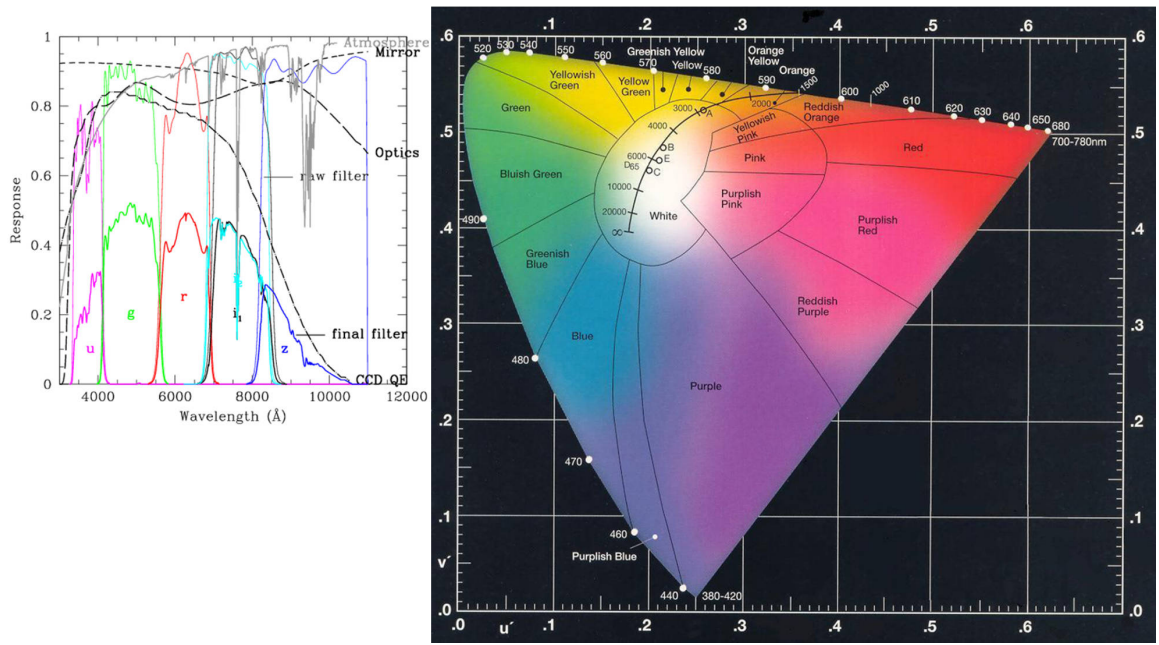 1
0.8
0.6
0.4
0.2
0
Response
4000
6000
8000
10000
12000
Wavelength (Å)
Atmosphere
Mirror
Optics
raw filter
final filter
CCD QE
u
g
r
i₂
i₁
z
.6
.5
.4
.3
.2
.1
v´
.0
.0
.1
.2
.3
.4
.5
.6
u´
.1
.2
.3
.4
.5
.6
.6
.5
.4
.3
.2
.1
.0
520
530
540
550
560
570
580
590
600
610
620
630
640
650
680
700-780nm
490
480
470
460
440
380-420
Greenish Yellow
Yellow
Orange
Yellow
Orange
Yellowish
Green
Yellow
Green
Green
Bluish Green
Greenish
Blue
Blue
Purplish Blue
Purple
Reddish
Purple
Purplish
Red
Red
Reddish
Orange
Yellowish
Pink
Pink
Purplish
Pink
White
1000
1500
2000
3000
A
4000
B
6000
E
D65
C
10000
20000
∞